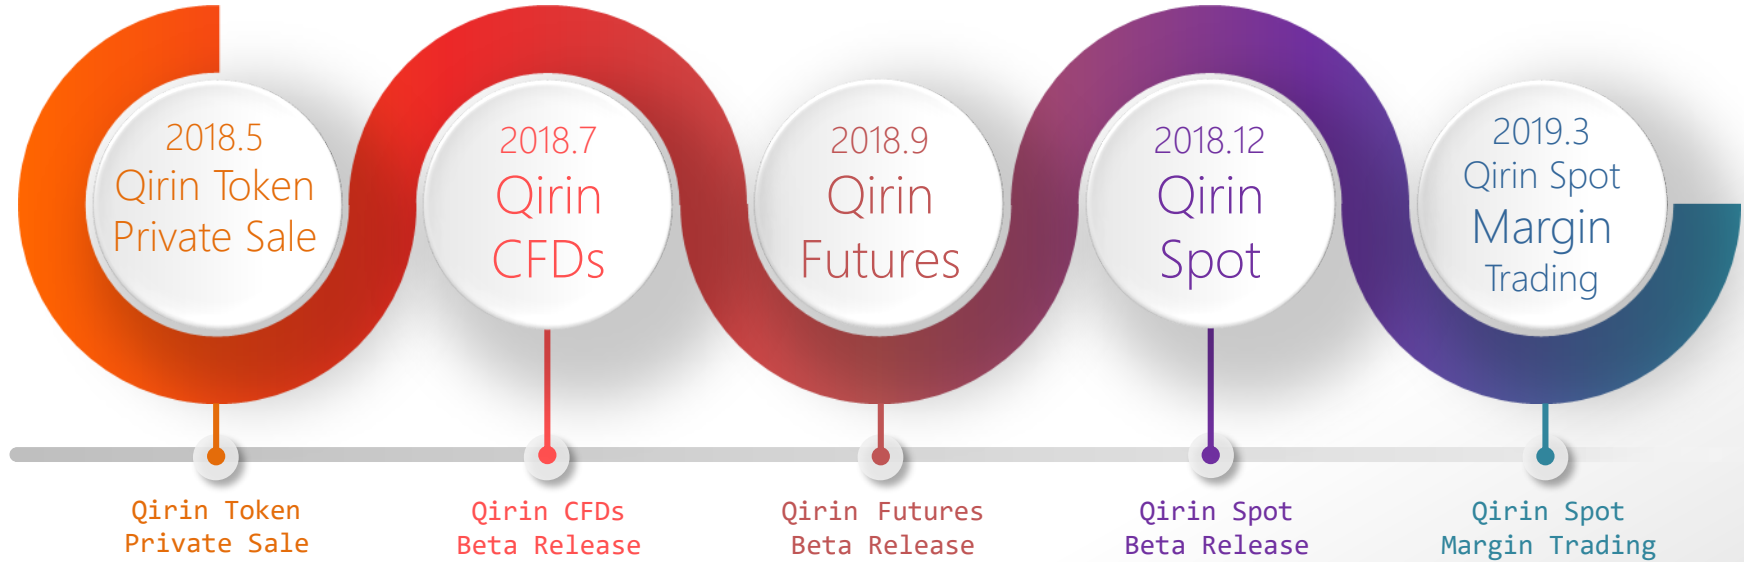 2018.5
Qirin Token
Private Sale
2018.7
Qirin
CFDs
2018.9
Qirin
Futures
2018.12
Qirin
Spot
2019.3
Qirin Spot
Margin
Trading
Qirin Token
Private Sale
Qirin CFDs
Beta Release
Qirin Futures
Beta Release
Qirin Spot
Beta Release
Qirin Spot
Margin Trading